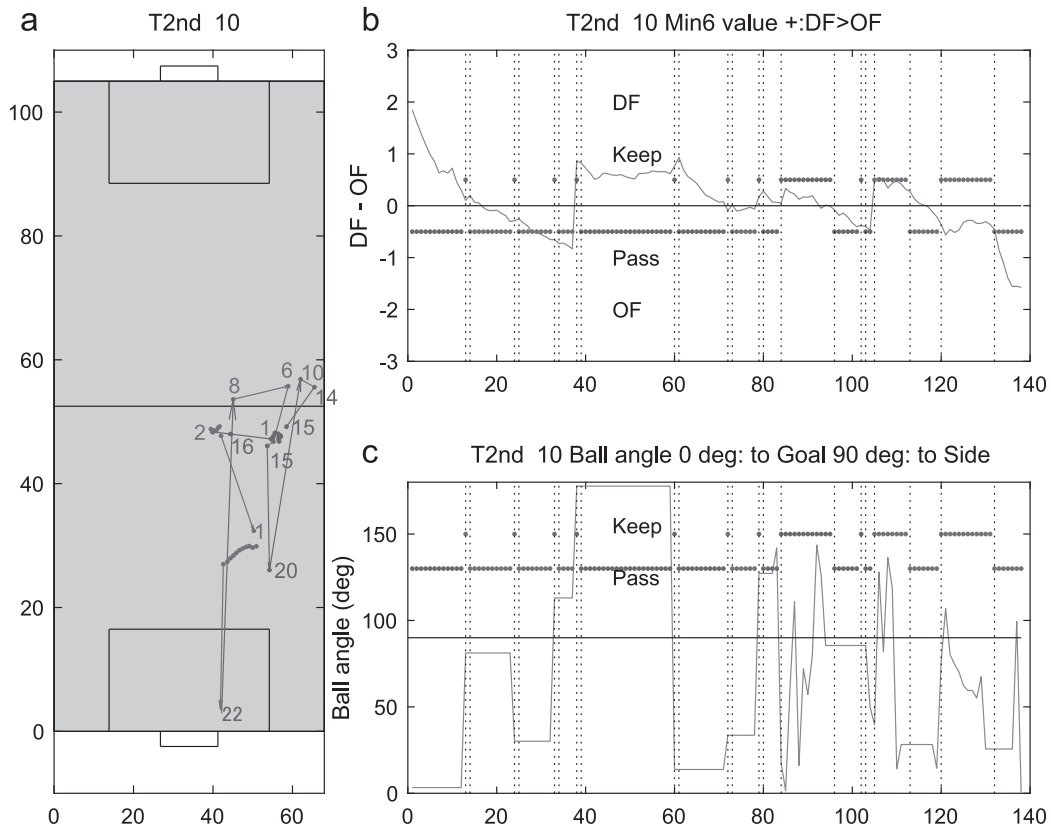 a
T2nd 10
100
80
60
40
20
0
0 20 40 60
6
10
8
14
2
16
1
15
15
1
20
22
b
T2nd 10 Min6 value +:DF>OF
DF - OF
3
2
1
0
-1
-2
-3
DF
Keep
Pass
OF
0 20 40 60 80 100 120 140
c
T2nd 10 Ball angle 0 deg: to Goal 90 deg: to Side
Ball angle (deg)
150
100
50
0
Keep
Pass
0 20 40 60 80 100 120 140